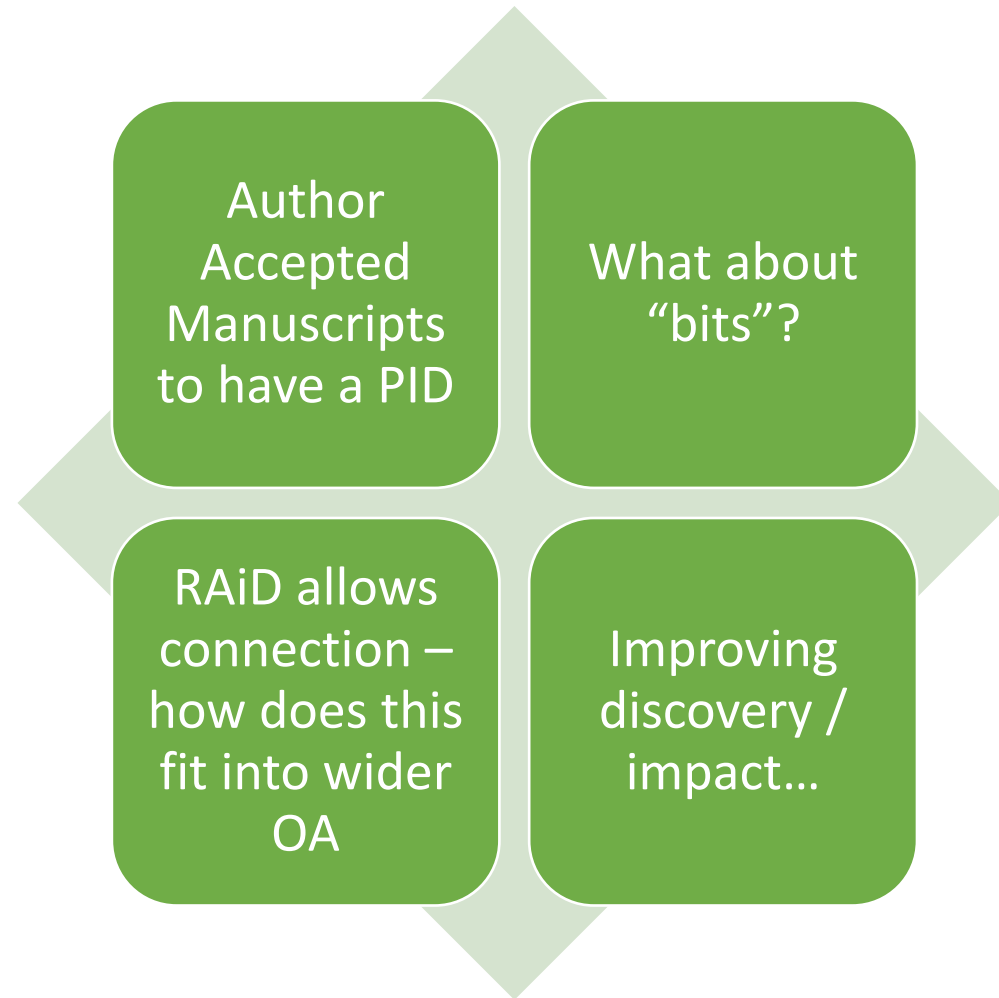 Author
Accepted
Manuscripts
to have a PID
What about
“bits”?
RAiD allows
connection –
how does this
fit into wider
OA
Improving
discovery /
impact…